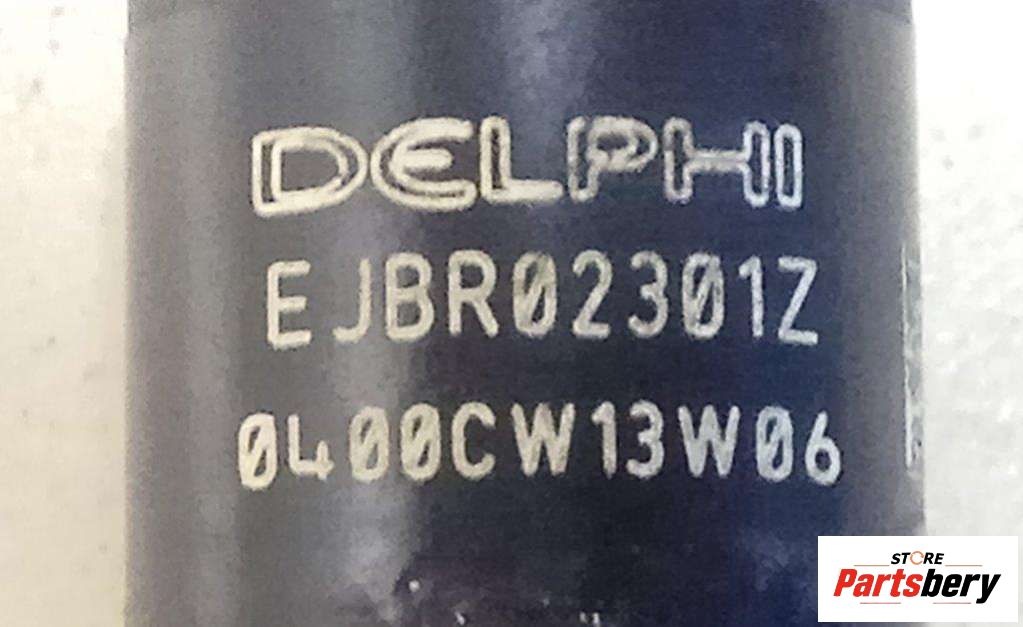 DELPHI
EJBR02301Z
0400CW13W06
STORE
Partsbery